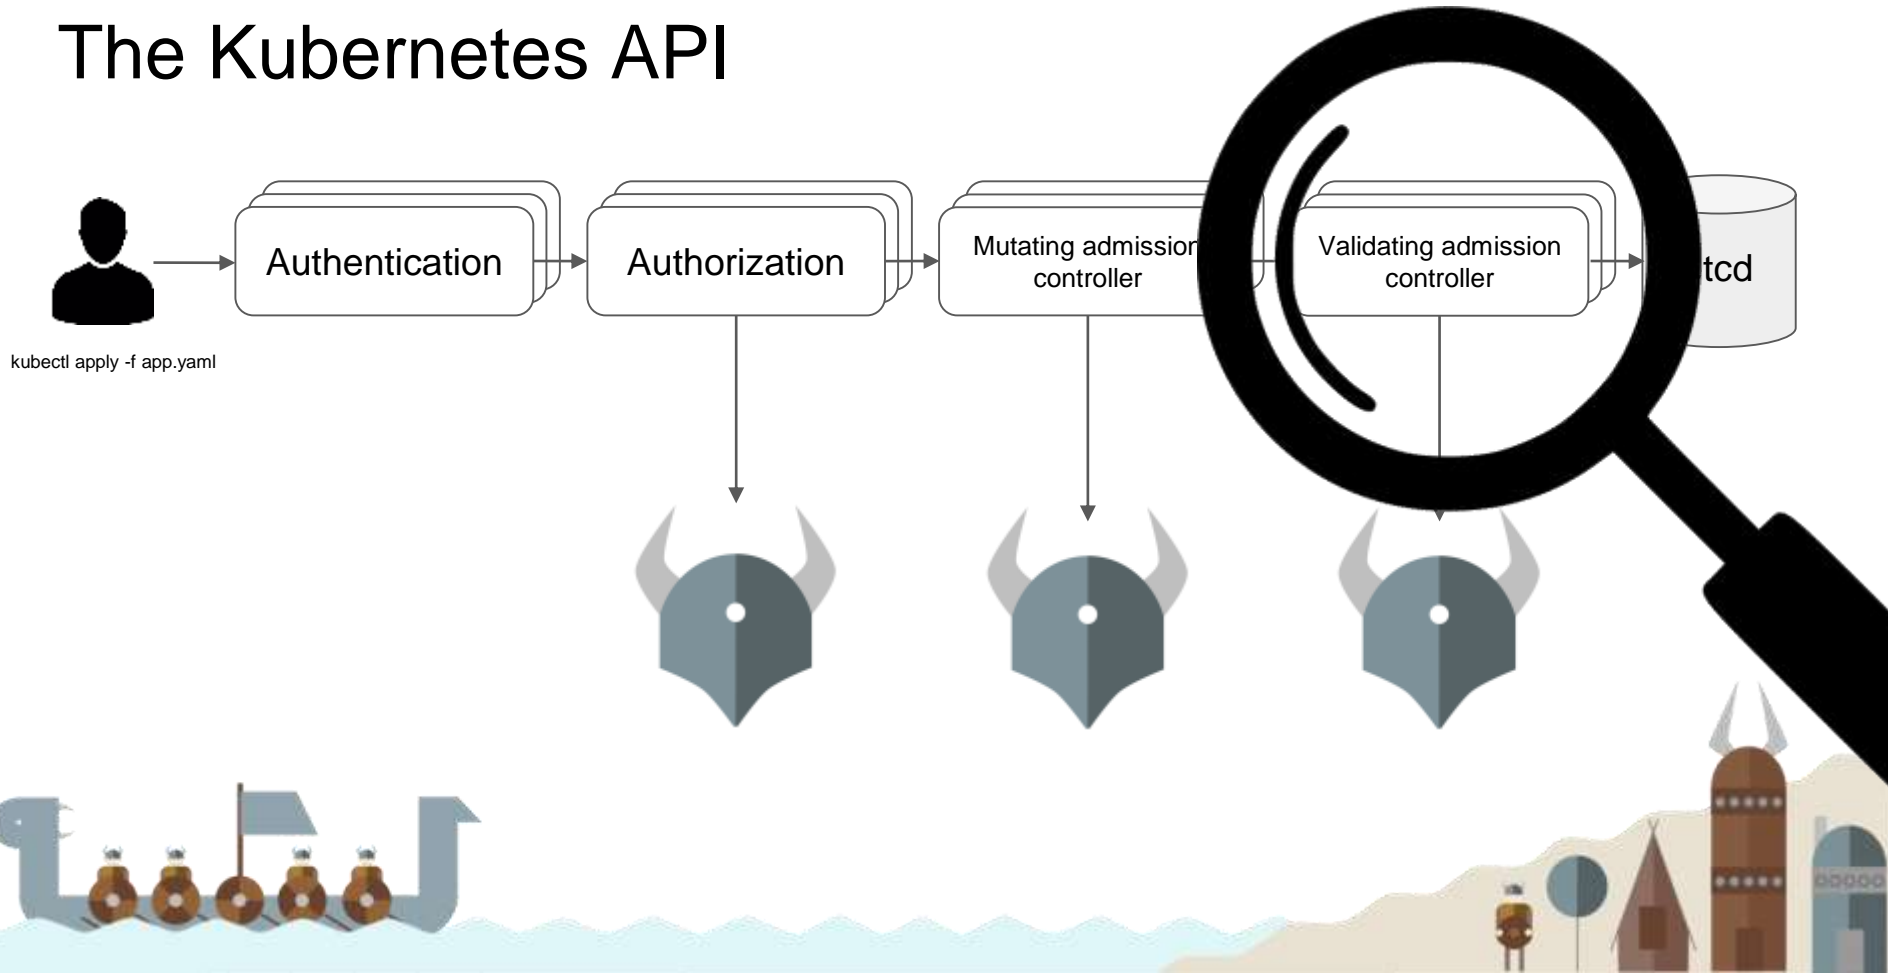 The Kubernetes API
Authentication
Authorization
Mutating admission
controller
Validating admission
controller
tcd
kubectl apply -f app.yaml